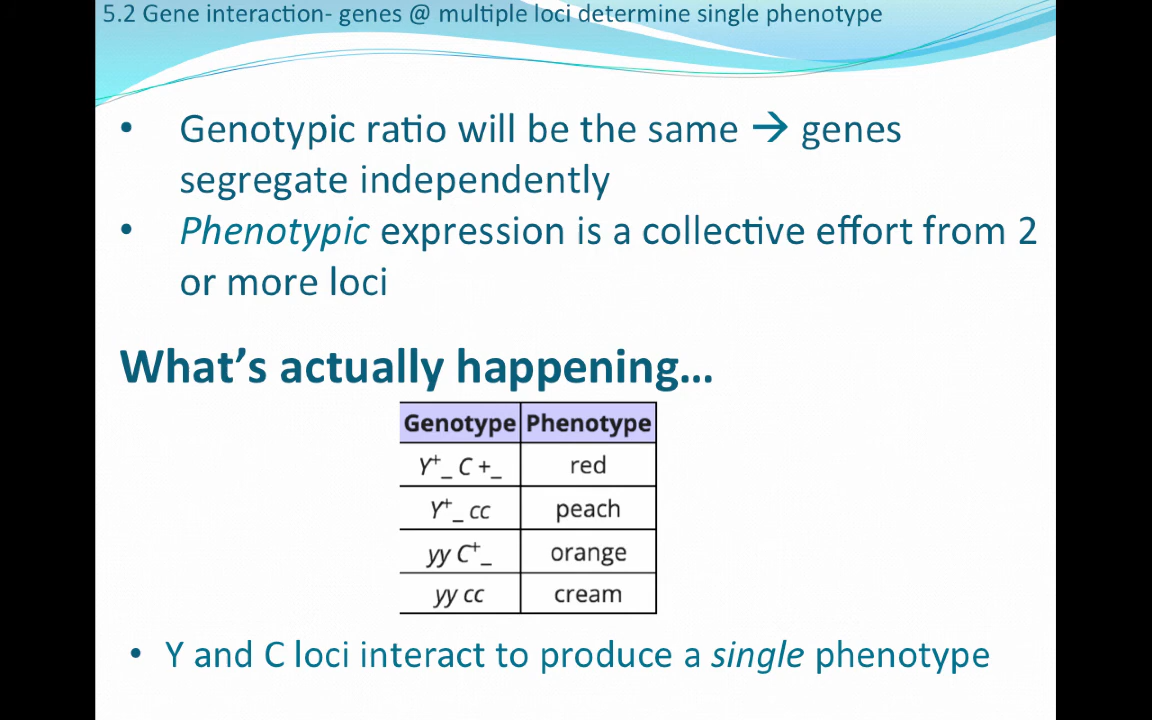 5.2 Gene interaction- genes @ multiple loci determine single phenotype
• Genotypic ratio will be the same → genes
segregate independently
• Phenotypic expression is a collective effort from 2
or more loci
What's actually happening…
Genotype Phenotype
Y⁺_ C +_ red
Y⁺_ cc peach
yy C⁺_ orange
yy cc cream
• Y and C loci interact to produce a single phenotype